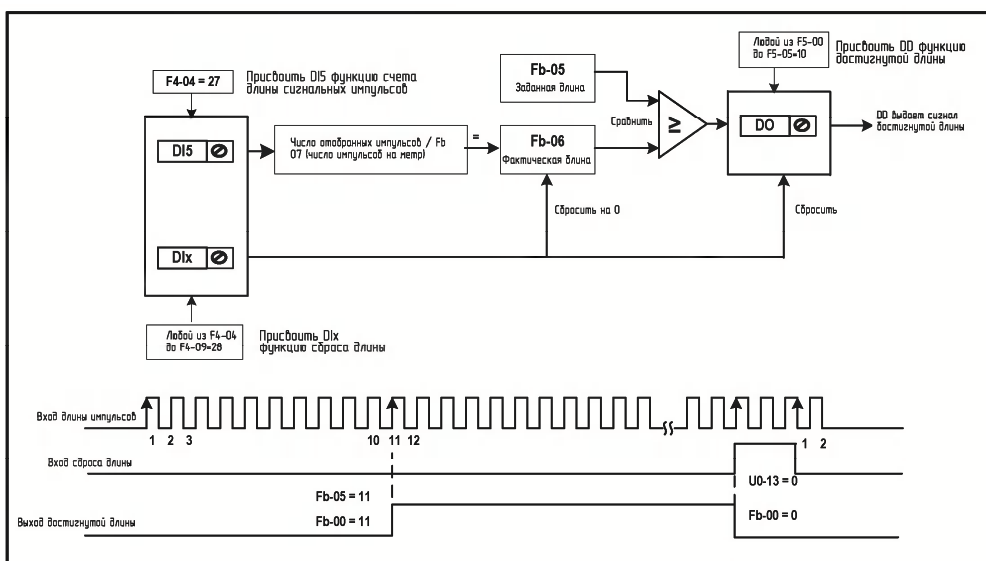 F4-04 = 27
Присвоить DI5 функцию счета
длины сигнальных импульсов
DI5
DIx
Число отобранных импульсов / Fb
07 (число импульсов на метр)
=
Fb-05
Заданная длина
Fb-06
Фактическая длина
Сравнить
≥
Любой из F5-00
до F5-05=10
Присвоить DO функцию
достигнутой длины
DO
DO выдает сигнал
достигнутой длины
Сбросить на 0
Сбросить
Любой из F4-04
до F4-09=28
Присвоить DIx
функцию сброса длины
Вход длины импульсов
1 2 3 10 11 12 1 2
Вход сброса длины
U0-13 = 0
Fb-05 = 11
Fb-00 = 11
Fb-00 = 0
Выход достигнутой длины